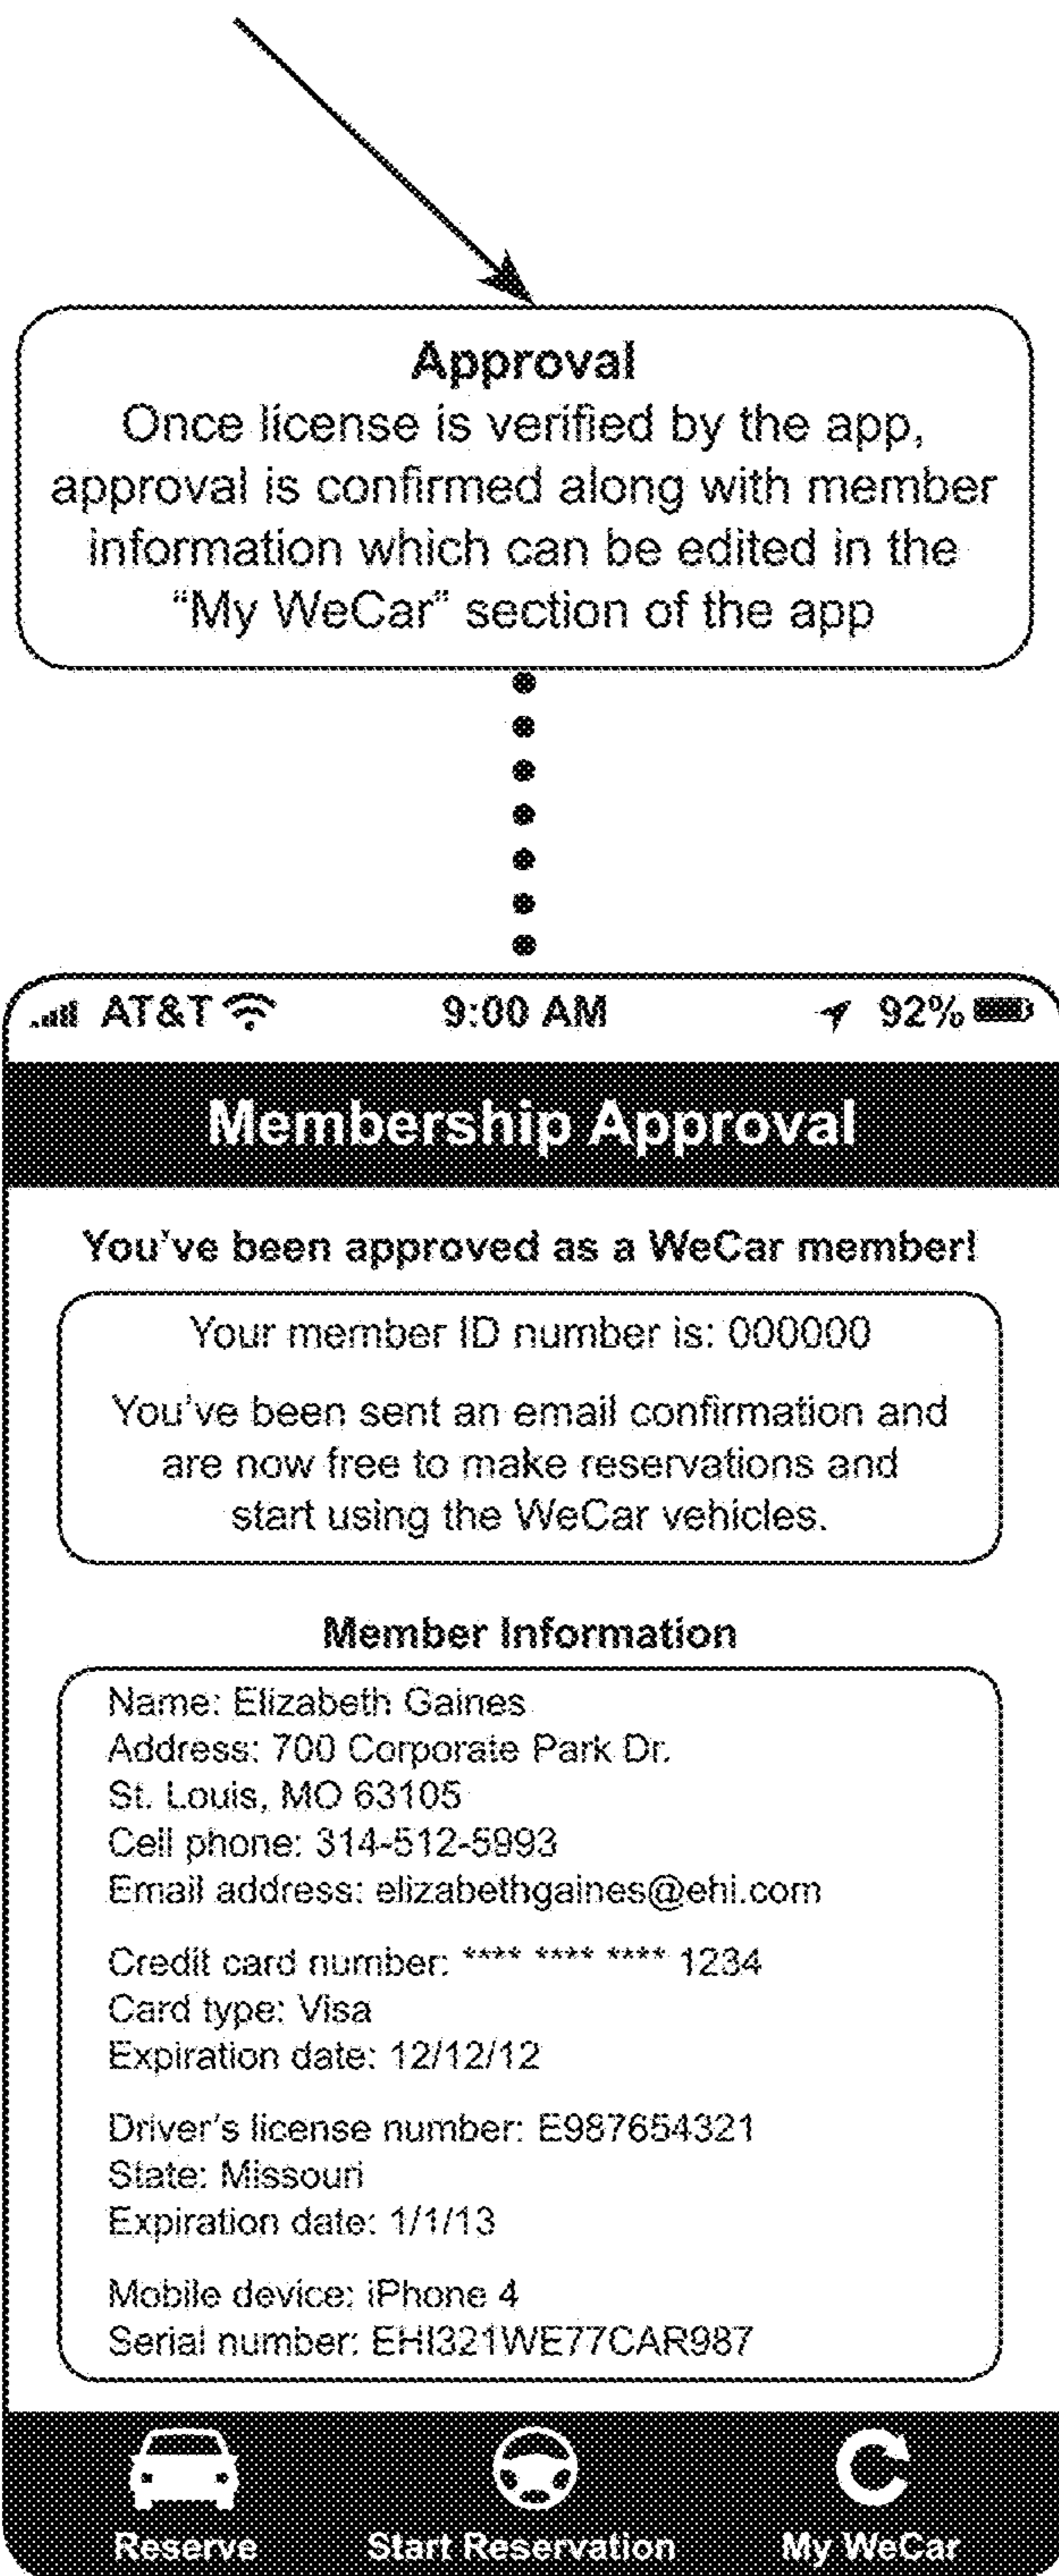 Approval
Once license is verified by the app,
approval is confirmed along with member
information which can be edited in the
“My WeCar” section of the app
AT&T 9:00 AM 92%
Membership Approval
You’ve been approved as a WeCar member!
Your member ID number is: 000000
You’ve been sent an email confirmation and
are now free to make reservations and
start using the WeCar vehicles.
Member Information
Name: Elizabeth Gaines
Address: 700 Corporate Park Dr.
St. Louis, MO 63105
Cell phone: 314-512-5993
Email address: elizabethgaines@ehi.com
Credit card number: **** **** **** 1234
Card type: Visa
Expiration date: 12/12/12
Driver’s license number: E987654321
State: Missouri
Expiration date: 1/1/13
Mobile device: iPhone 4
Serial number: EHI321WE77CAR987
Reserve Start Reservation My WeCar